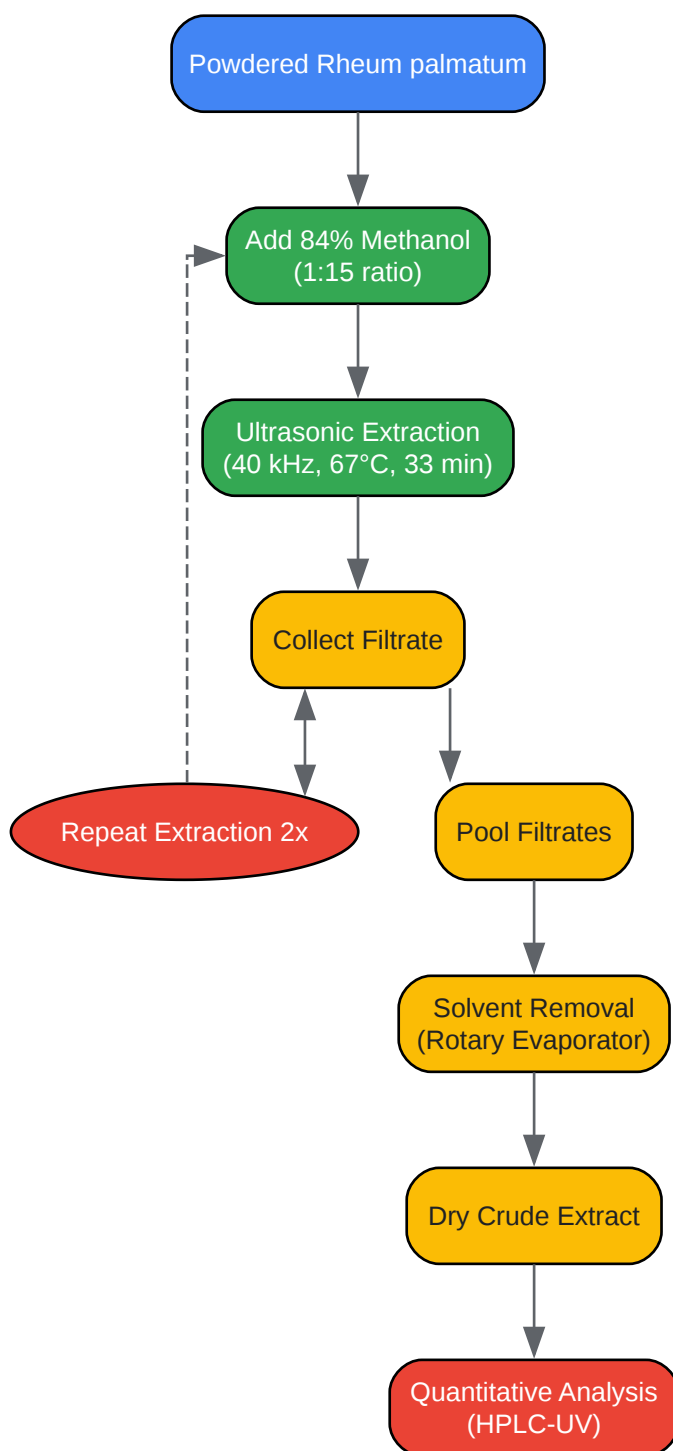 Powdered Rheum palmatum
Add 84% Methanol
(1:15 ratio)
Ultrasonic Extraction
(40 kHz, 67°C, 33 min)
Collect Filtrate
Repeat Extraction 2x
Pool Filtrates
Solvent Removal
(Rotary Evaporator)
Dry Crude Extract
Quantitative Analysis
(HPLC-UV)